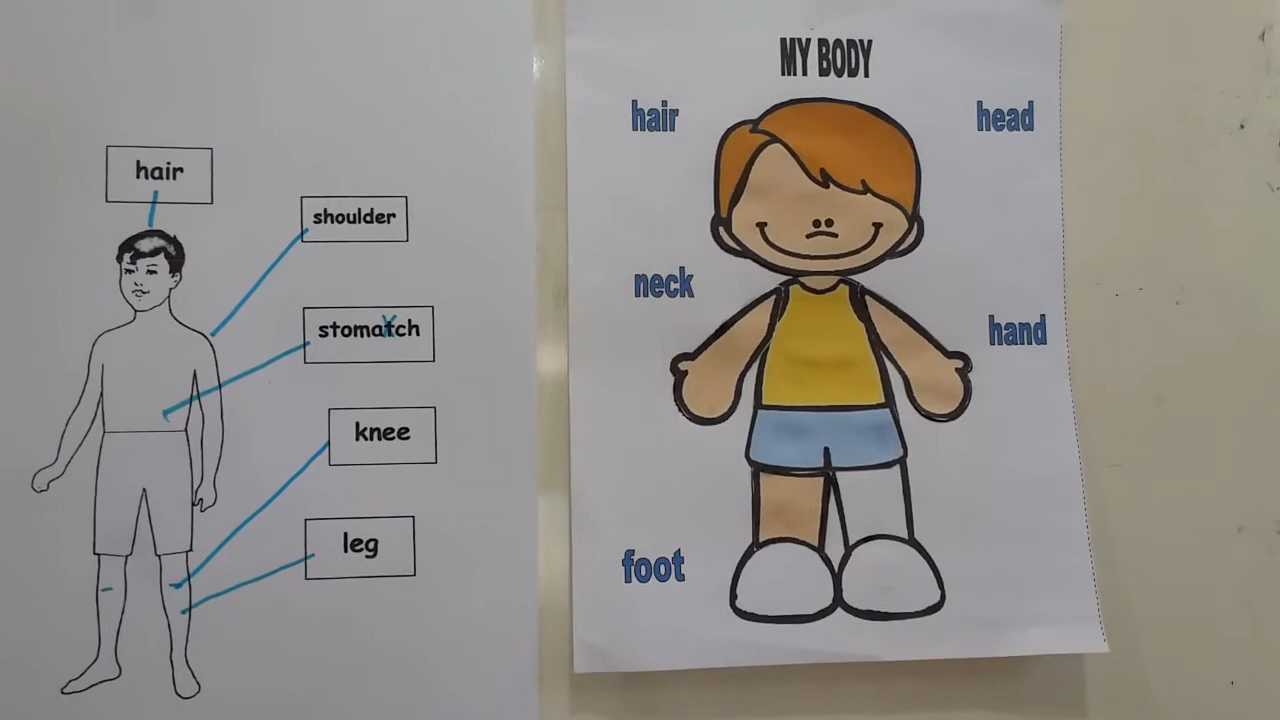 hair
shoulder
stomatch
knee
leg
MY BODY
hair
head
neck
hand
foot